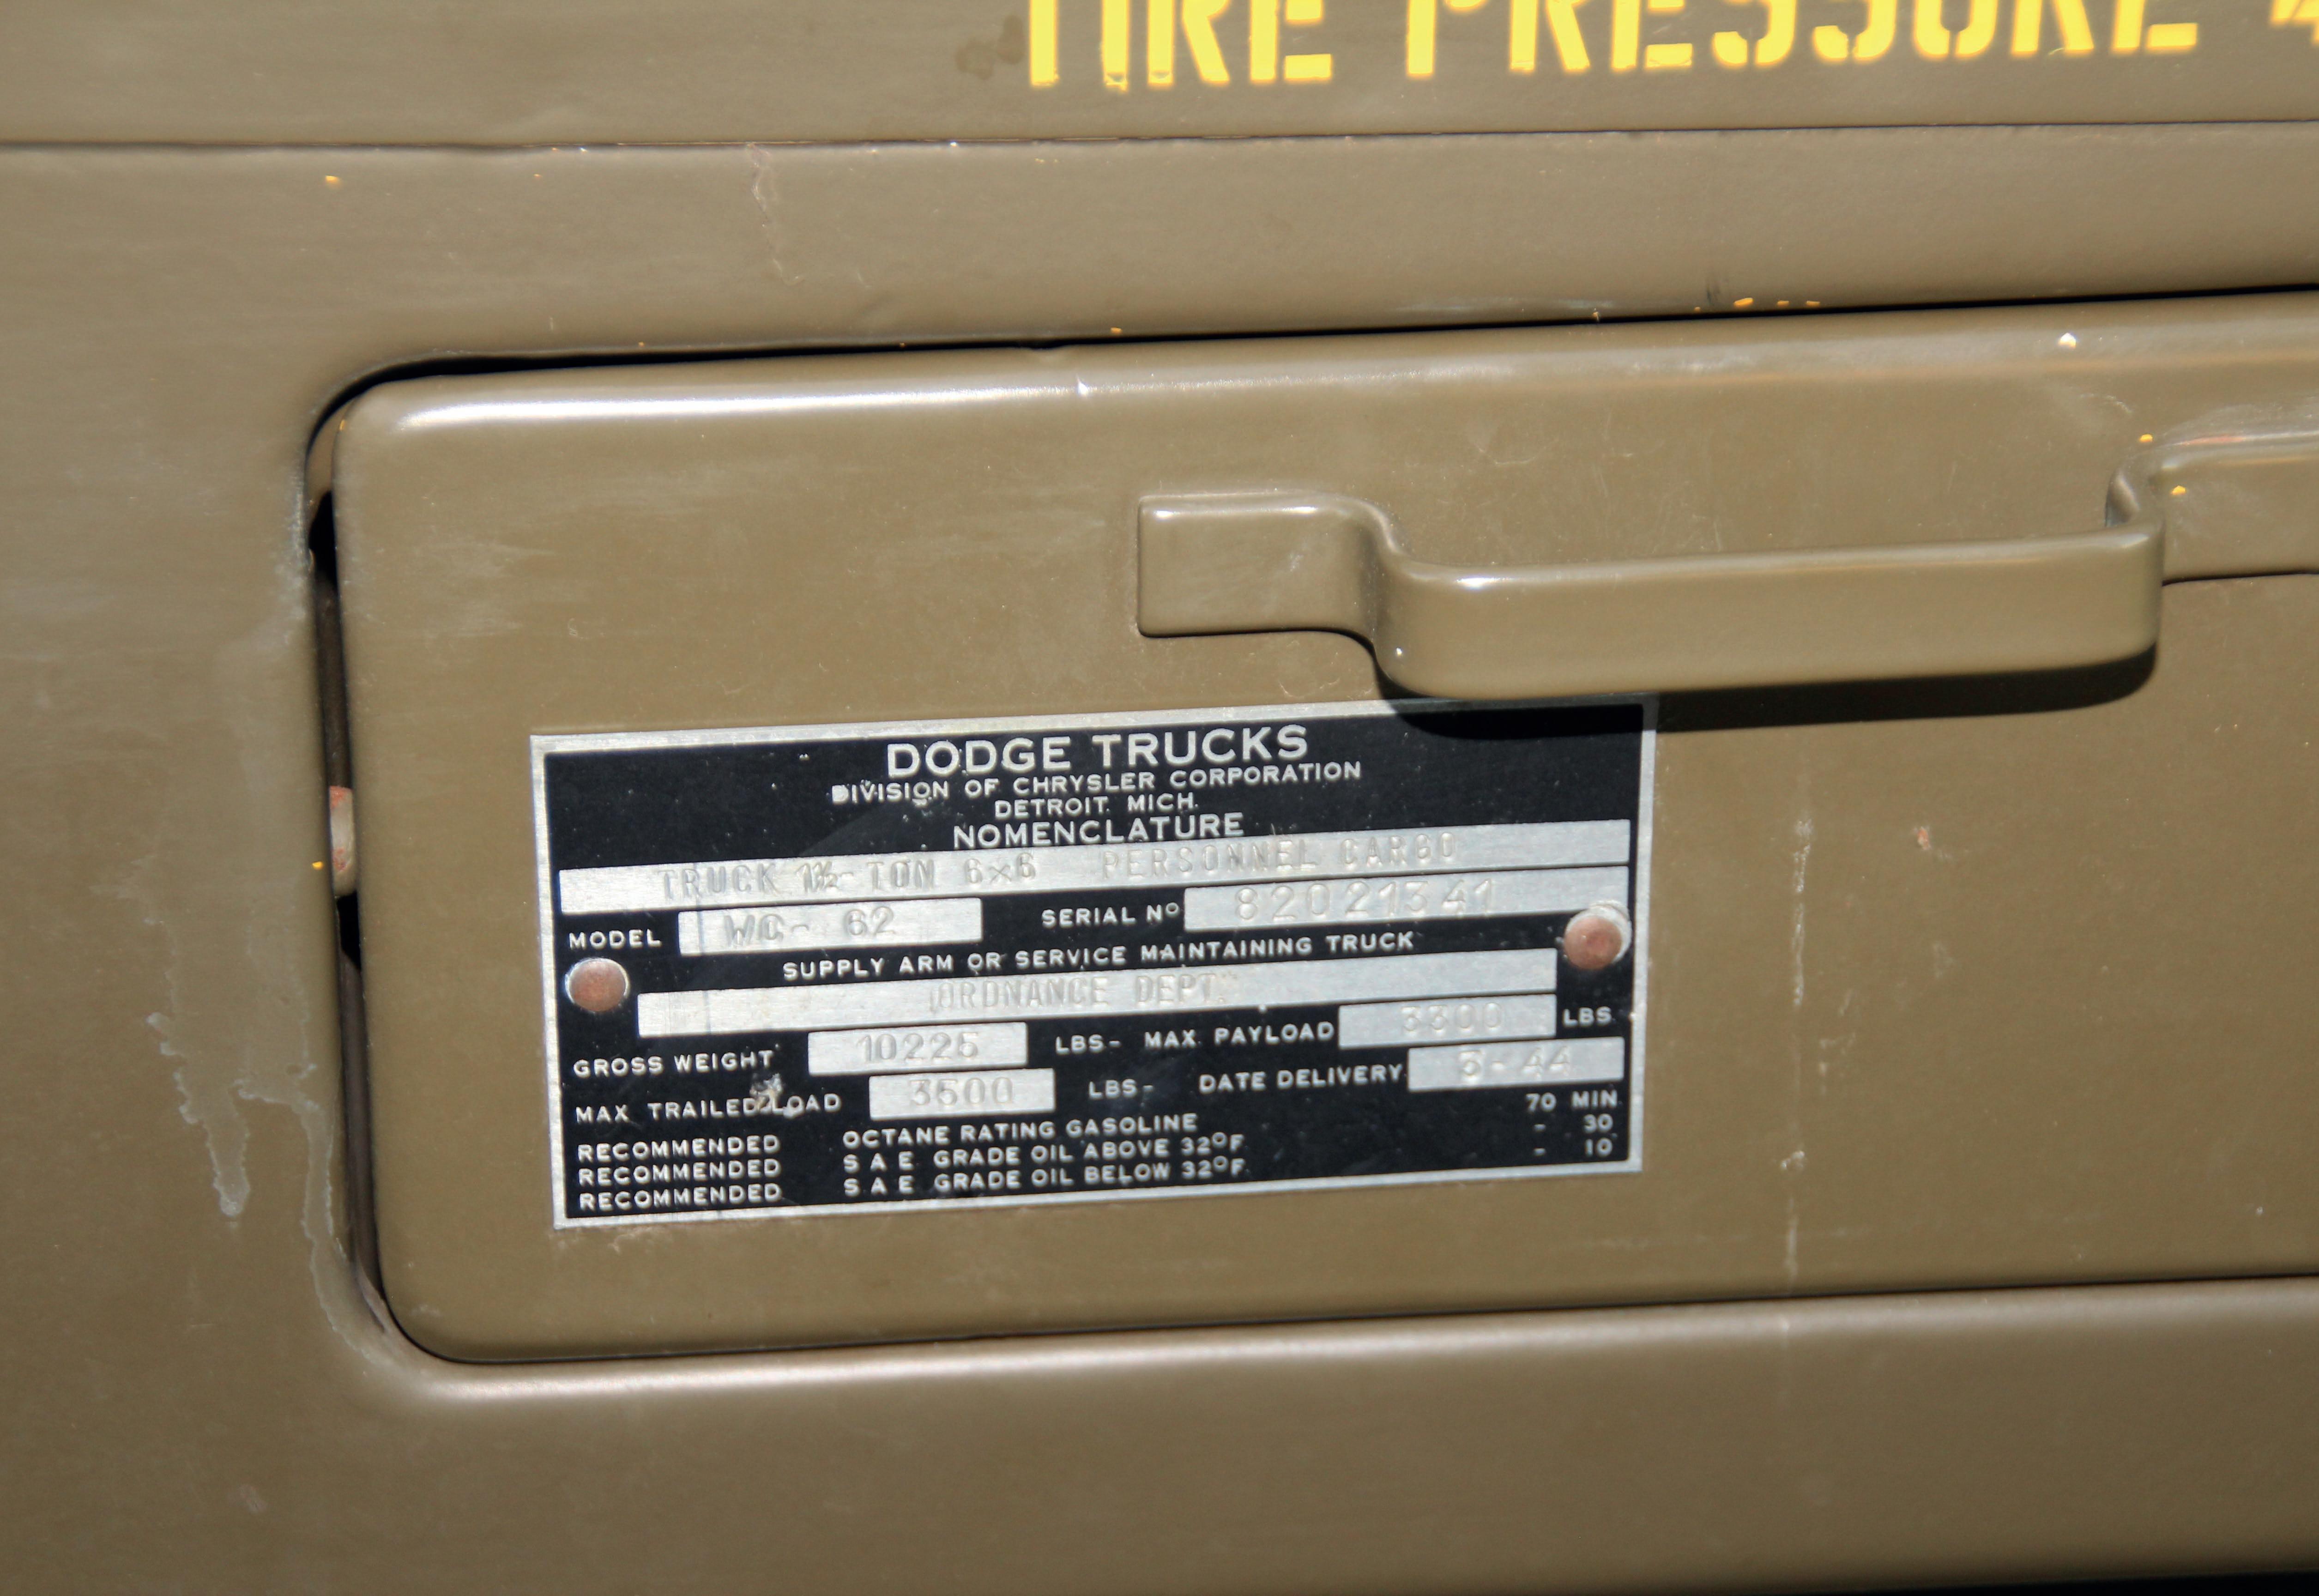 TIRE PRESSURE 4
DODGE TRUCKS
DIVISION OF CHRYSLER CORPORATION
DETROIT. MICH.
NOMENCLATURE
TRUCK 1½-TON 6x6 PERSONNEL CARGO
MODEL WC-62 SERIAL Nº 82021341
SUPPLY ARM OR SERVICE MAINTAINING TRUCK
ORDNANCE DEPT.
GROSS WEIGHT 10225 LBS- MAX. PAYLOAD 3300 LBS.
MAX. TRAILED LOAD 3500 LBS- DATE DELIVERY 3-44
RECOMMENDED OCTANE RATING GASOLINE 70 MIN.
RECOMMENDED S A E GRADE OIL ABOVE 32°F - 30
RECOMMENDED S A E GRADE OIL BELOW 32°F. - 10